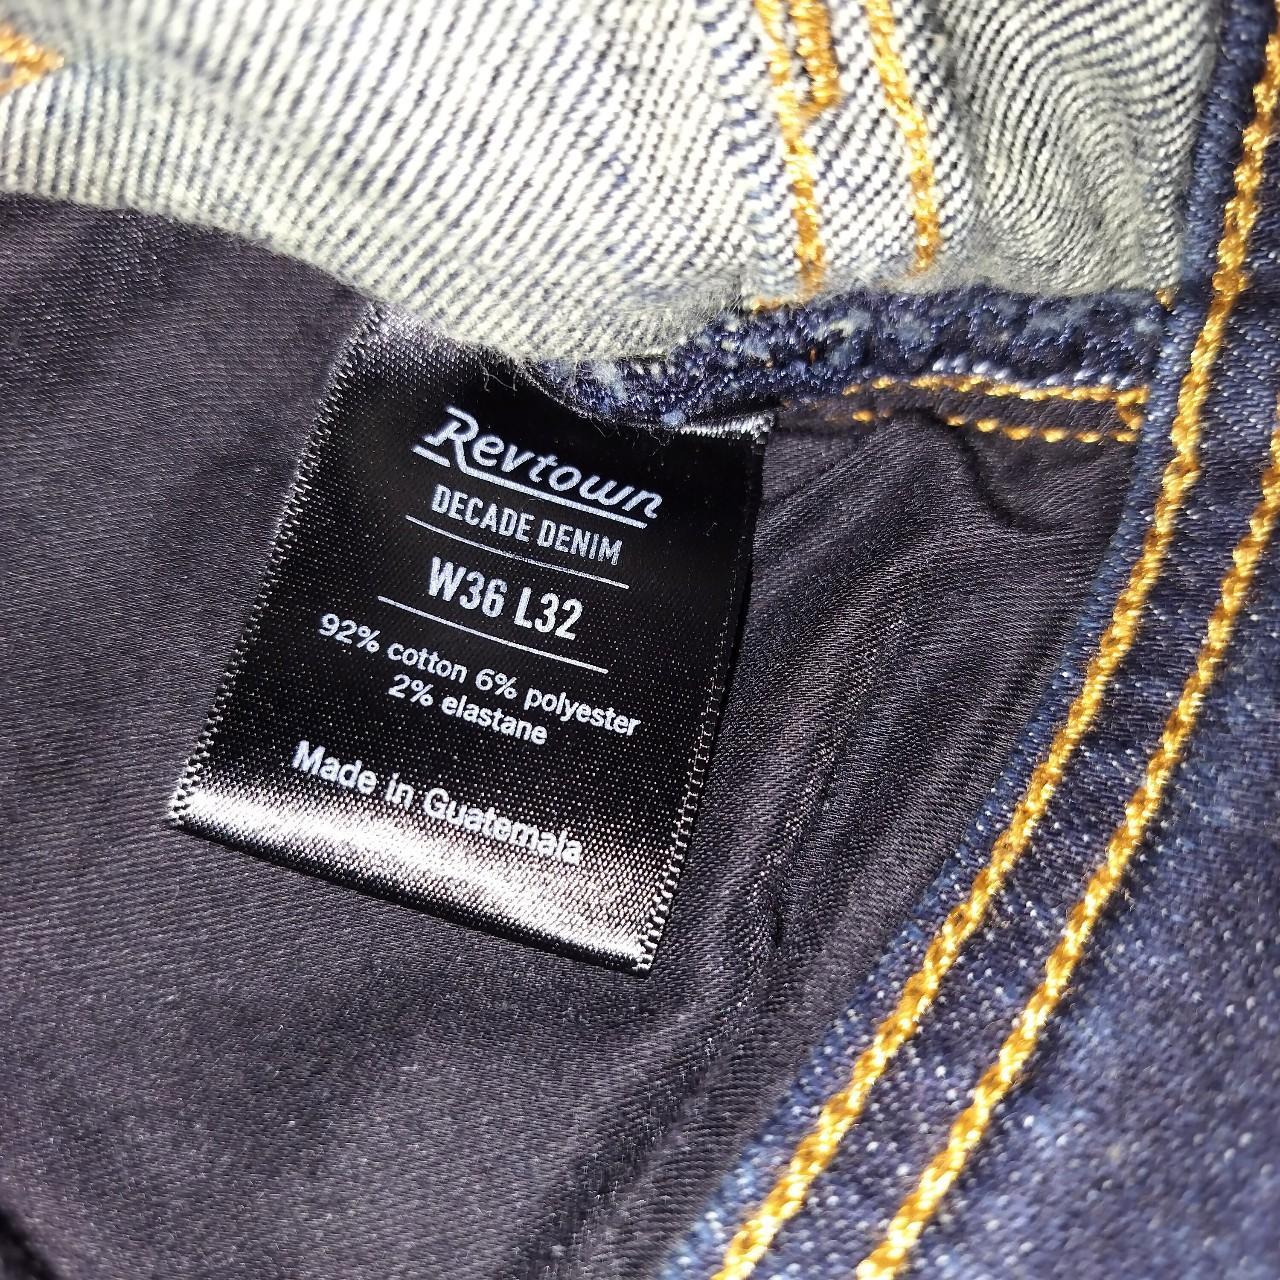 Revtown
DECADE DENIM
W36 L32
92% cotton 6% polyester
2% elastane
Made in Guatemala